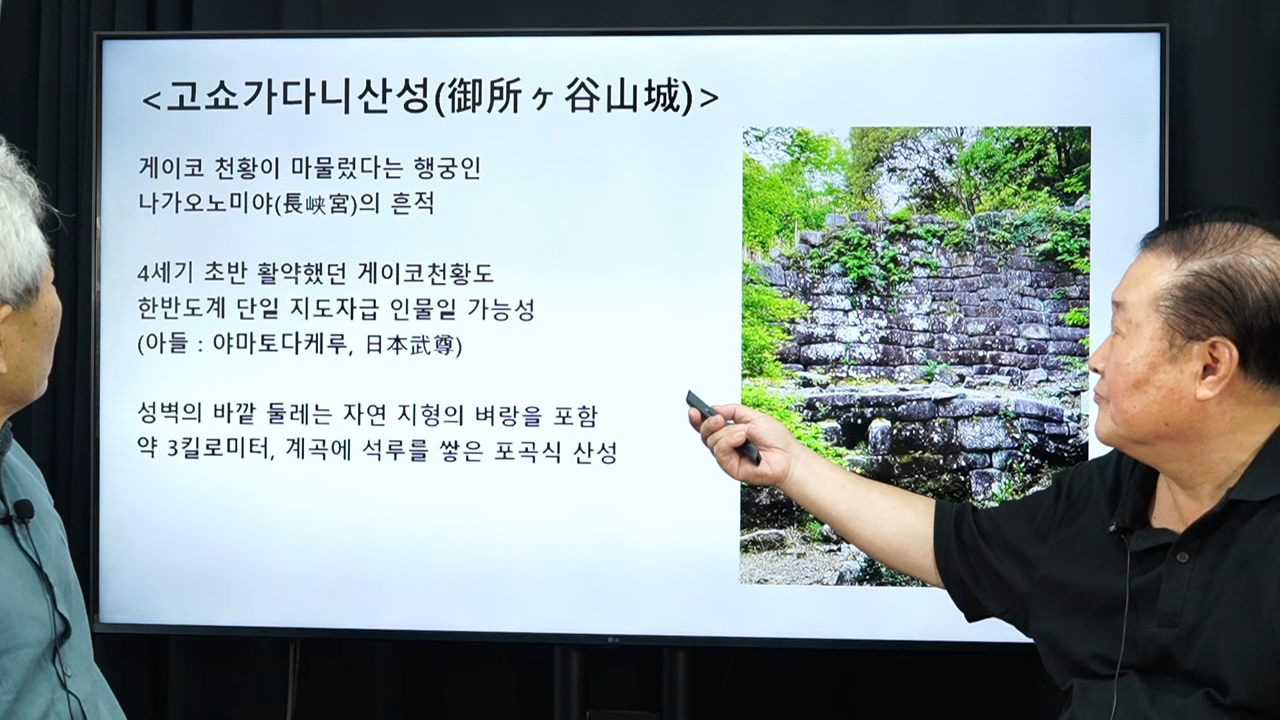 <고쇼가다니산성(御所ヶ谷山城)>
게이코 천황이 마물렀다는 행궁인
나가오노미야(長峡宮)의 흔적
4세기 초반 활약했던 게이코천황도
한반도계 단일 지도자급 인물일 가능성
(아들 : 야마토다케루, 日本武尊)
성벽의 바깥 둘레는 자연 지형의 벼랑을 포함
약 3킬로미터, 계곡에 석루를 쌓은 포곡식 산성
LG